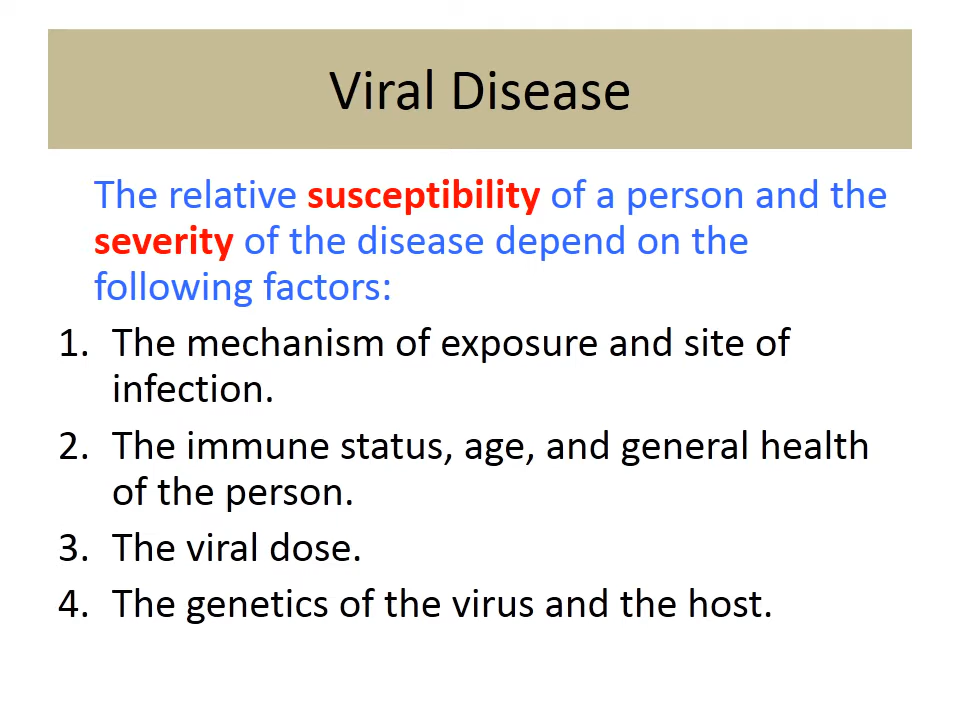 Viral Disease
The relative susceptibility of a person and the
severity of the disease depend on the
following factors:
1. The mechanism of exposure and site of
infection.
2. The immune status, age, and general health
of the person.
3. The viral dose.
4. The genetics of the virus and the host.